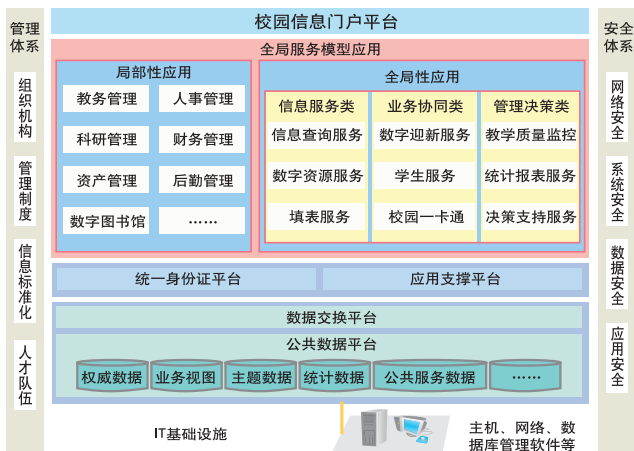 校园信息门户平台
管理
体系
组织机构
管理制度
信息标准化
人才队伍
全局服务模型应用
局部性应用
教务管理
人事管理
科研管理
财务管理
资产管理
后勤管理
数字图书馆
……
全局性应用
信息服务类
业务协同类
管理决策类
信息查询服务
数字迎新服务
教学质量监控
数字资源服务
学生服务
统计报表服务
填表服务
校园一卡通
决策支持服务
统一身份证平台
应用支撑平台
数据交换平台
公共数据平台
权威数据
业务视图
主题数据
统计数据
公共服务数据
……
IT基础设施
主机、网络、数
据库管理软件等
安全
体系
网络安全
系统安全
数据安全
应用安全